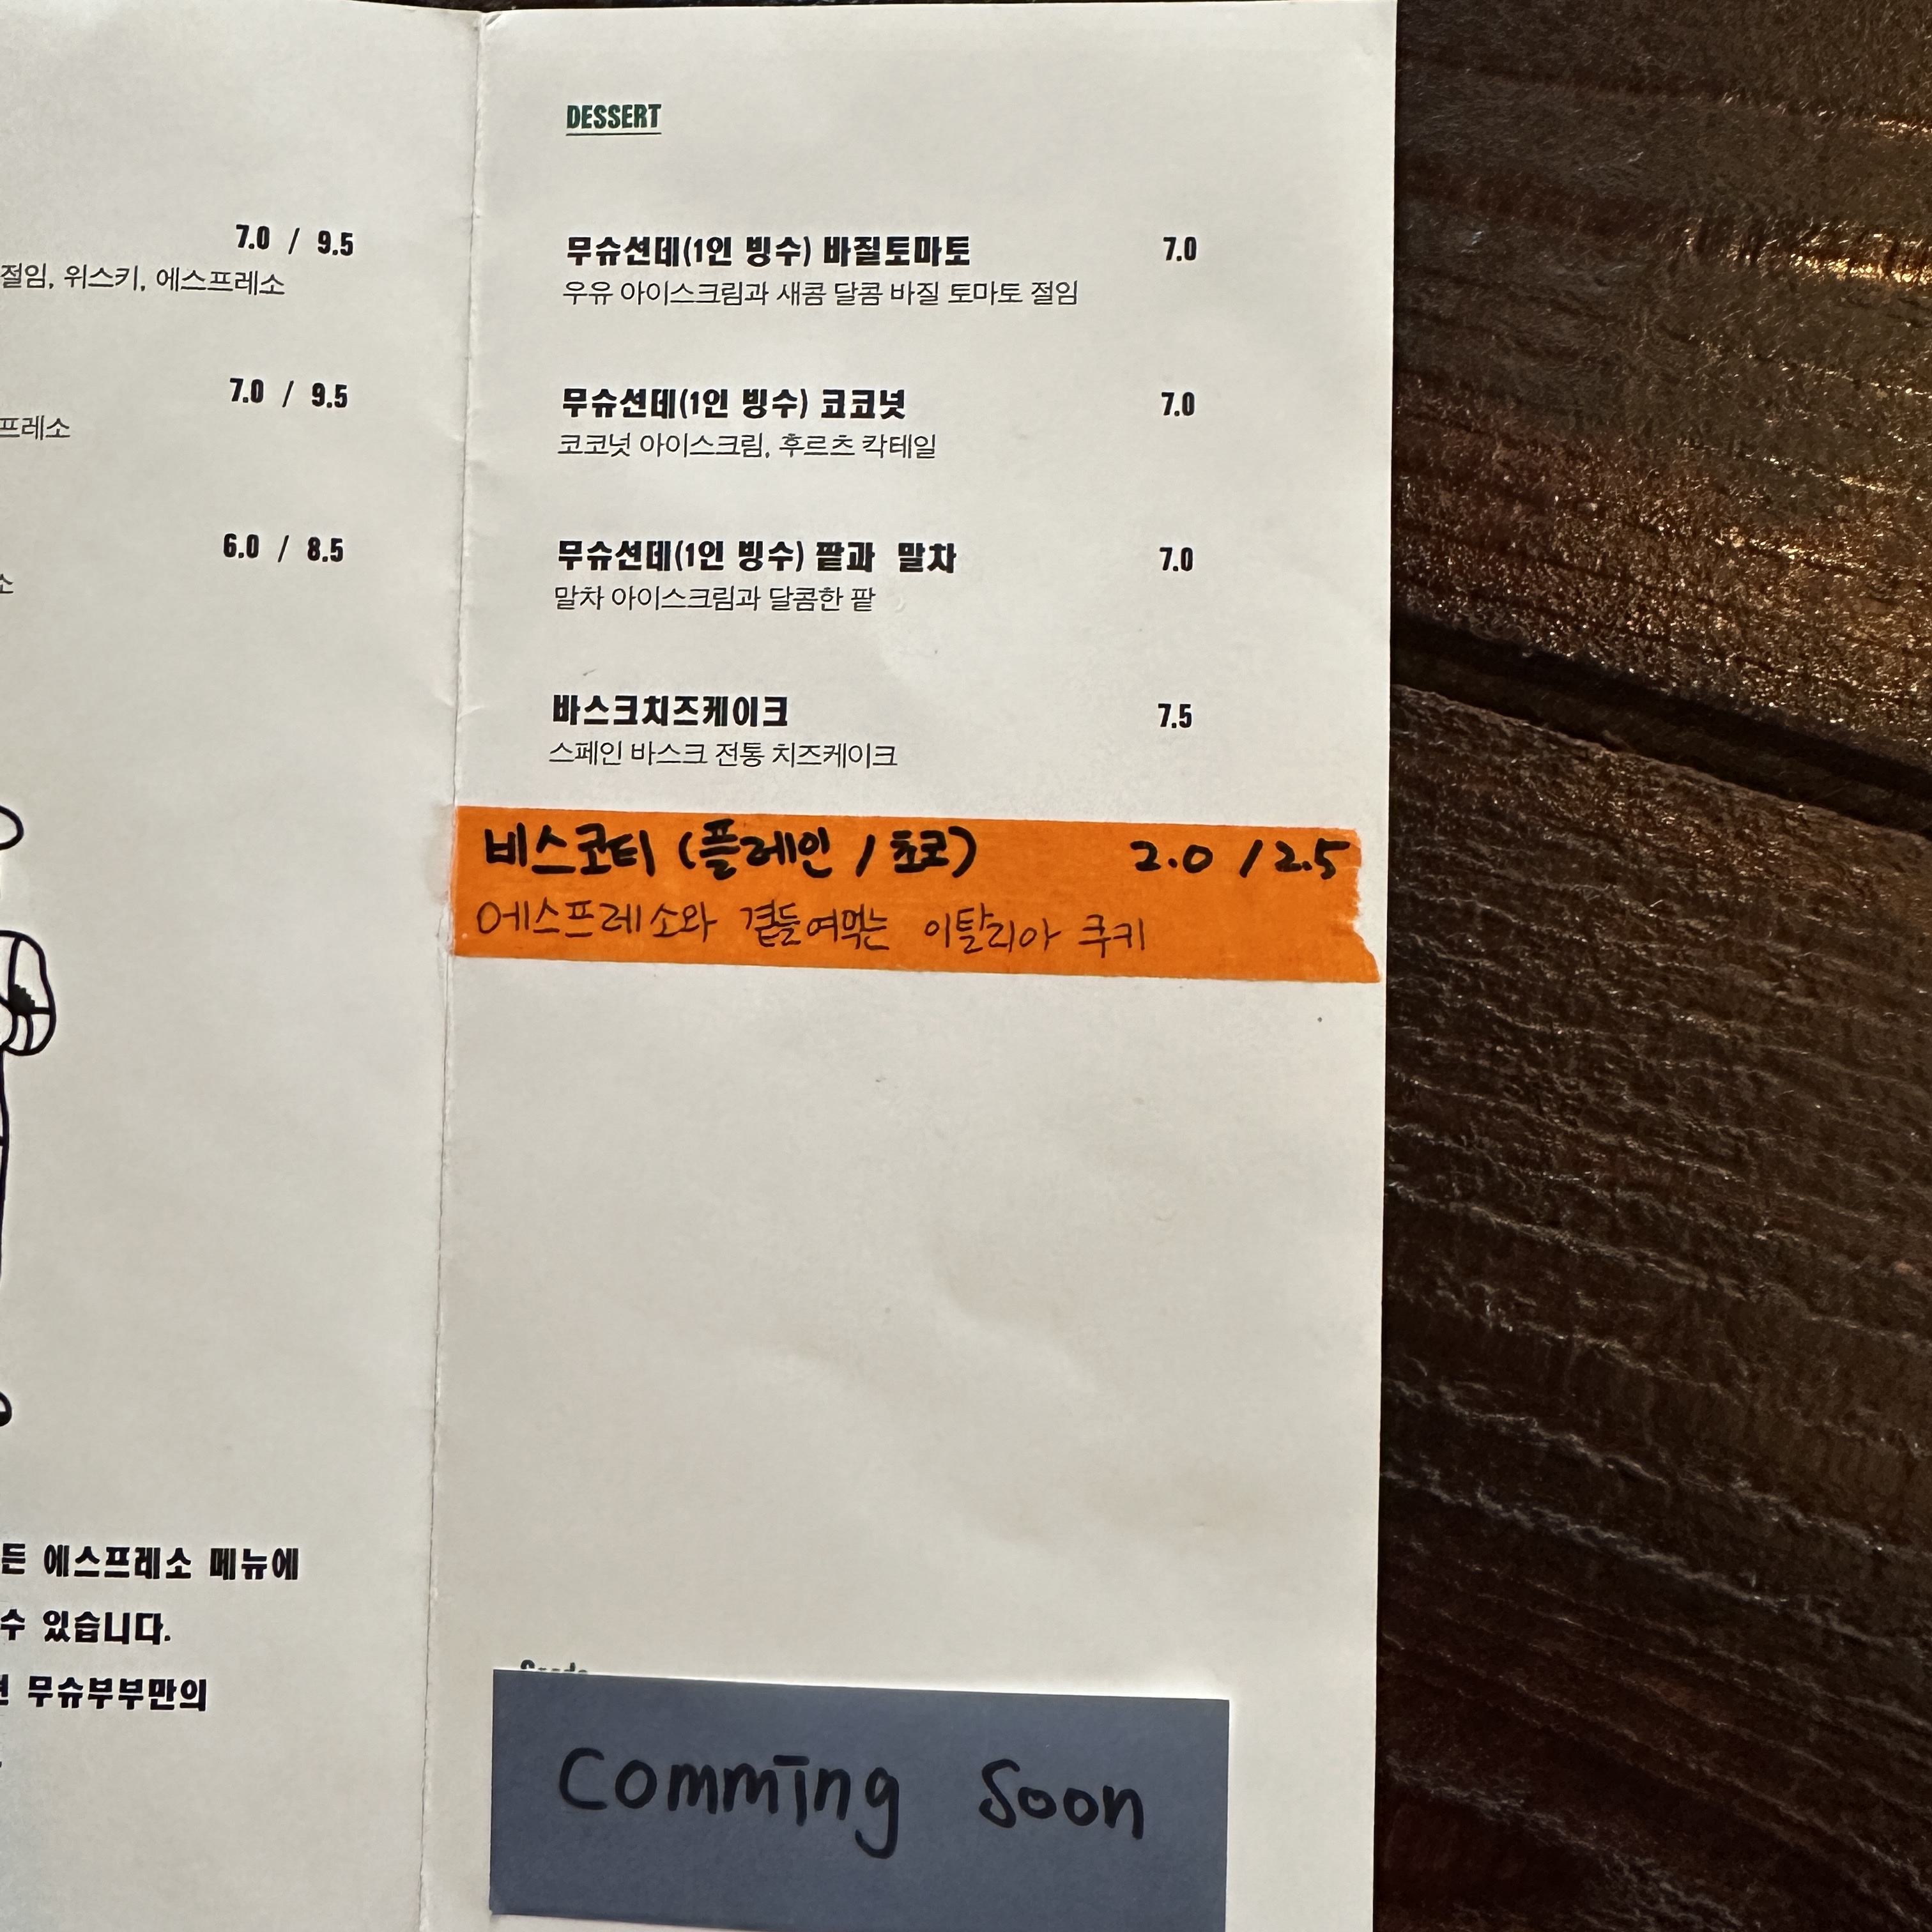 7.0 / 9.5
절임, 위스키, 에스프레소
7.0 / 9.5
프레소
6.0 / 8.5
소
든 에스프레소 메뉴에
수 있습니다.
무슈부부만의
DESSERT
무슈선데(1인 빙수) 바질토마토 7.0
우유 아이스크림과 새콤 달콤 바질 토마토 절임
무슈선데(1인 빙수) 코코넛 7.0
코코넛 아이스크림, 후르츠 칵테일
무슈선데(1인 빙수) 팥과 말차 7.0
말차 아이스크림과 달콤한 팥
바스크치즈케이크 7.5
스페인 바스크 전통 치즈케이크
비스코티 (플레인 / 초코) 2.0 / 2.5
에스프레소와 곁들여먹는 이탈리아 쿠키
Comming Soon